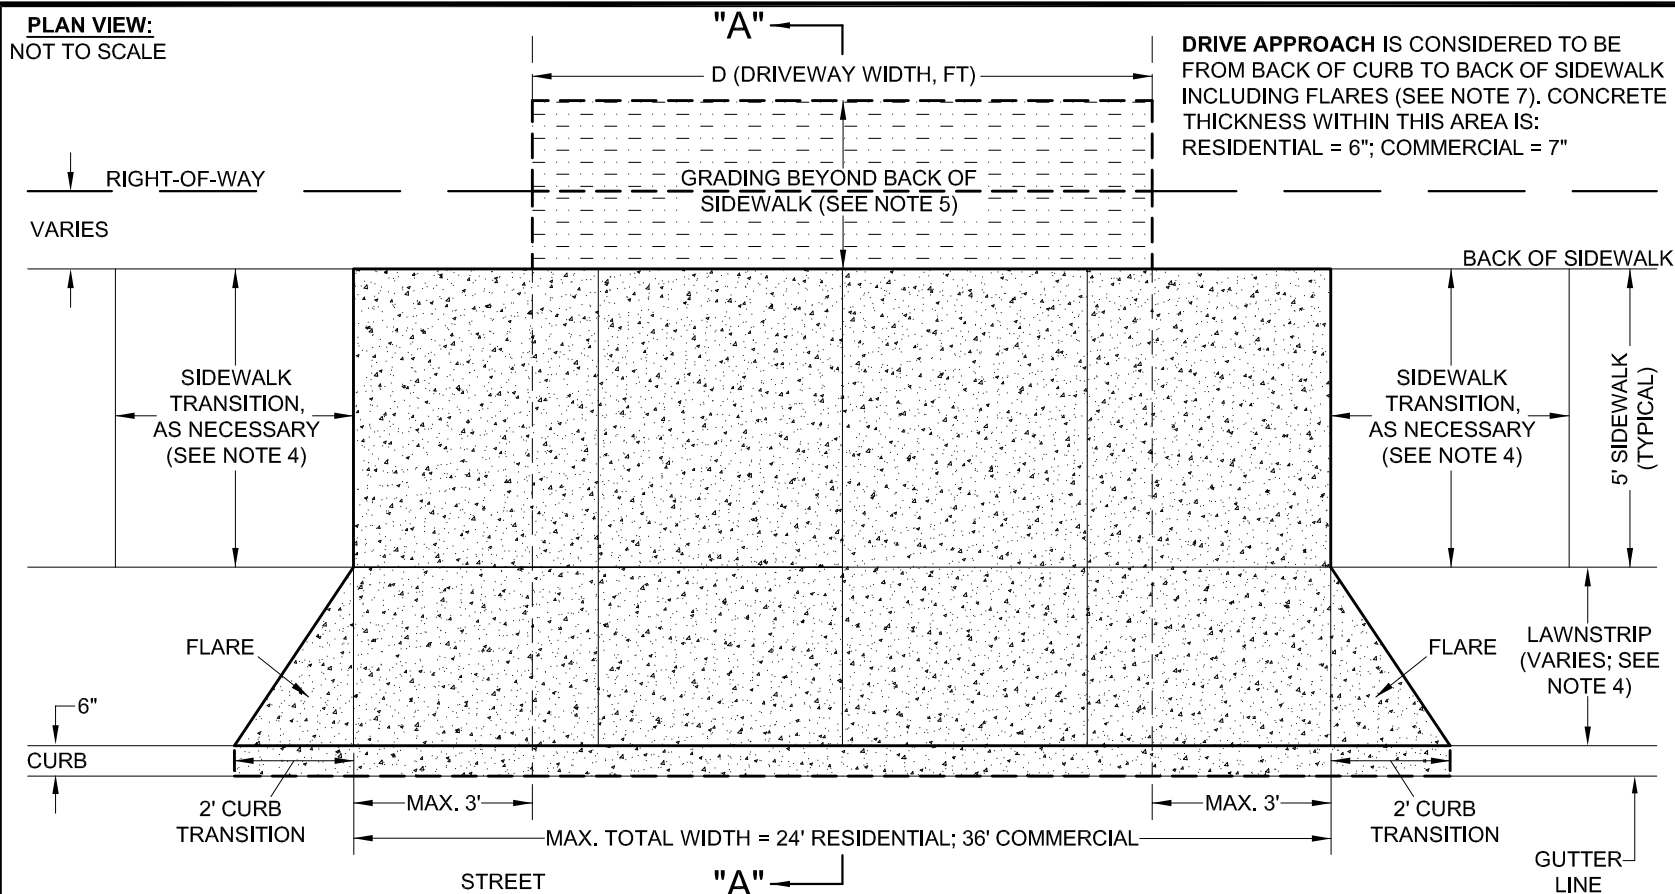 PLAN VIEW:
NOT TO SCALE
"A"
DRIVE APPROACH IS CONSIDERED TO BE
FROM BACK OF CURB TO BACK OF SIDEWALK
INCLUDING FLARES (SEE NOTE 7). CONCRETE
THICKNESS WITHIN THIS AREA IS:
RESIDENTIAL = 6"; COMMERCIAL = 7"
D (DRIVEWAY WIDTH, FT)
RIGHT-OF-WAY
GRADING BEYOND BACK OF
SIDEWALK (SEE NOTE 5)
VARIES
BACK OF SIDEWALK
SIDEWALK
TRANSITION,
AS NECESSARY
(SEE NOTE 4)
SIDEWALK
TRANSITION,
AS NECESSARY
(SEE NOTE 4)
5' SIDEWALK
(TYPICAL)
FLARE
FLARE
LAWNSTRIP
(VARIES; SEE
NOTE 4)
6"
CURB
2' CURB
TRANSITION
MAX. 3'
MAX. 3'
2' CURB
TRANSITION
MAX. TOTAL WIDTH = 24' RESIDENTIAL; 36' COMMERCIAL
STREET
"A"
GUTTER
LINE